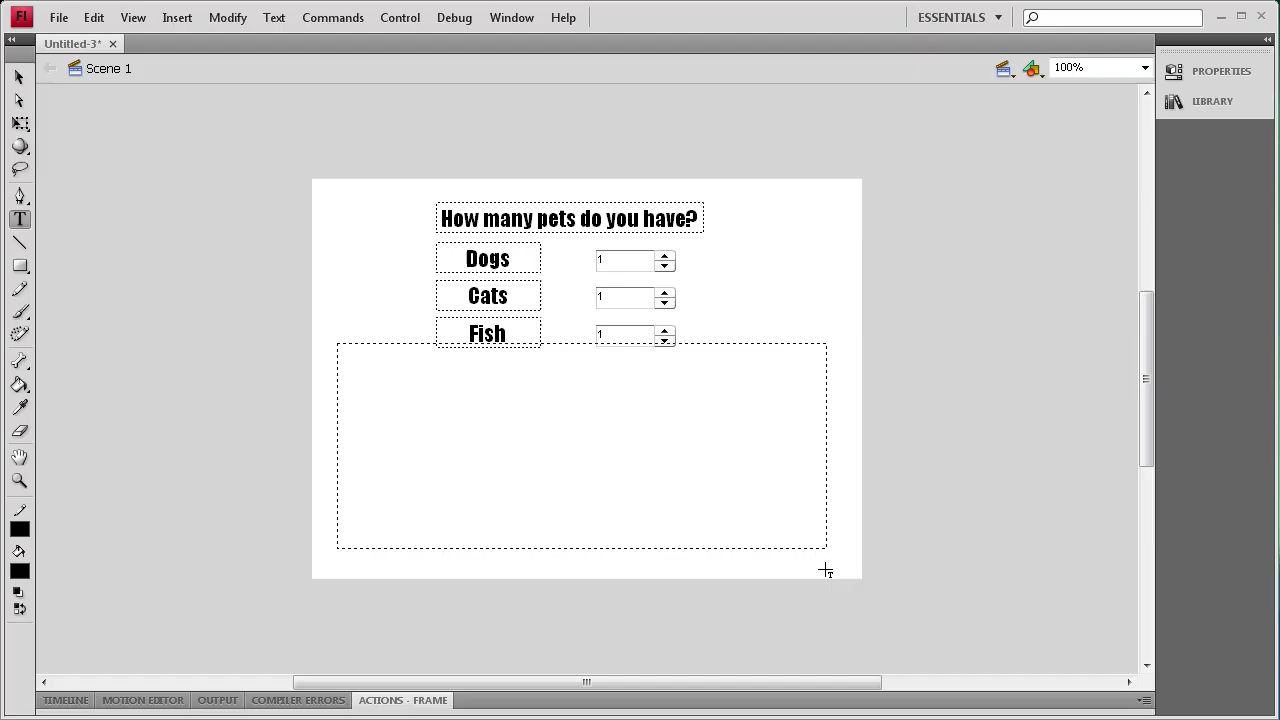 Fl File Edit View Insert Modify Text Commands Control Debug Window Help ESSENTIALS
Untitled-3*
Scene 1 100%
PROPERTIES
LIBRARY
How many pets do you have?
Dogs 1
Cats 1
Fish 1
T
TIMELINE MOTION EDITOR OUTPUT COMPILER ERRORS ACTIONS - FRAME